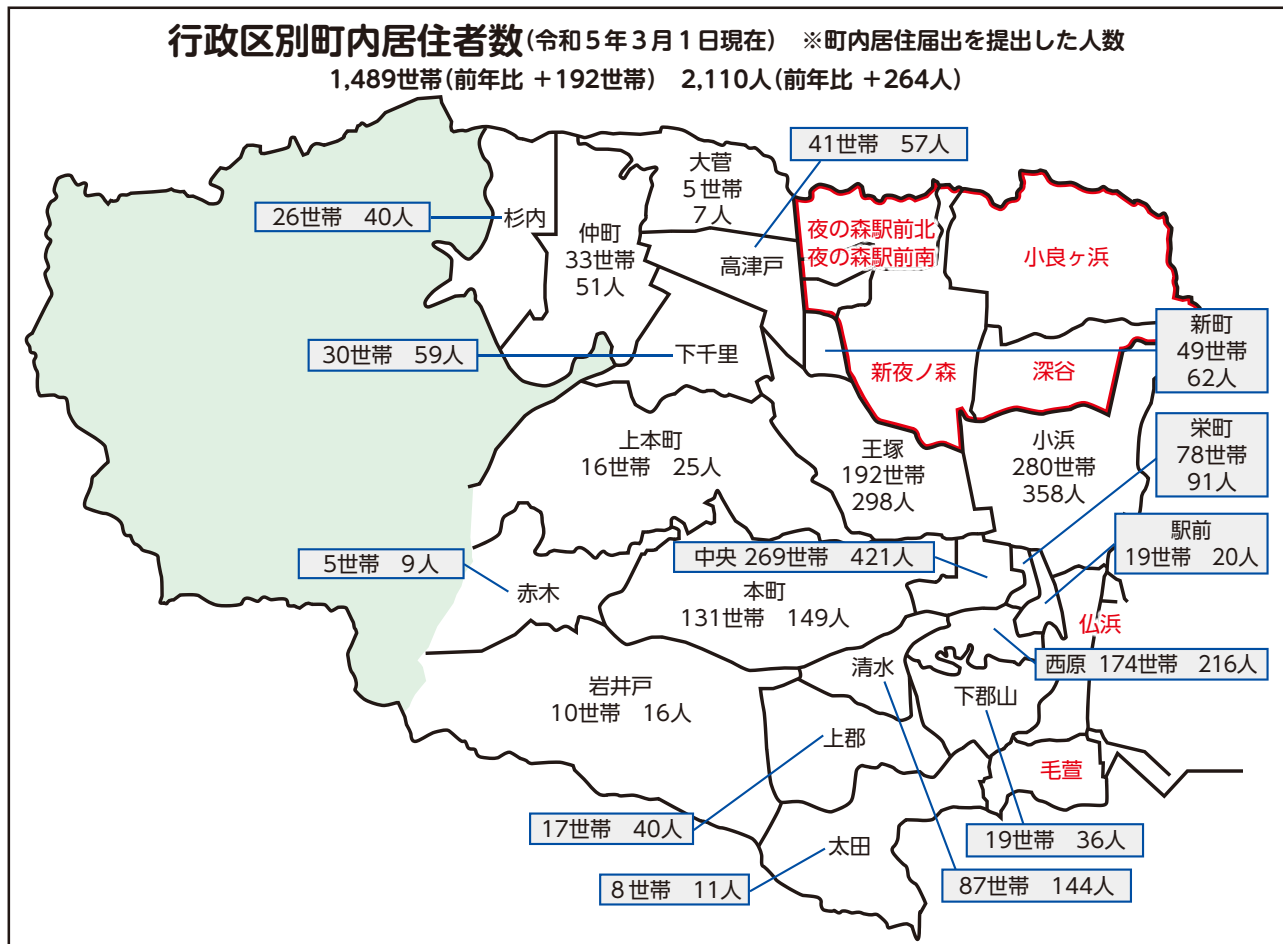 行政区別町内居住者数(令和5年3月1日現在) ※町内居住届出を提出した人数
1,489世帯(前年比 +192世帯) 2,110人(前年比 +264人)
41世帯 57人
大菅
5世帯
7人
26世帯 40人
杉内
仲町
33世帯
51人
高津戸
夜の森駅前北
夜の森駅前南
小良ヶ浜
30世帯 59人
下千里
新夜ノ森
深谷
新町
49世帯
62人
上本町
16世帯 25人
王塚
192世帯
298人
小浜
280世帯
358人
栄町
78世帯
91人
駅前
19世帯 20人
5世帯 9人
赤木
中央 269世帯 421人
本町
131世帯 149人
仏浜
西原 174世帯 216人
岩井戸
10世帯 16人
清水
下郡山
上郡
毛萱
17世帯 40人
太田
19世帯 36人
8世帯 11人
87世帯 144人